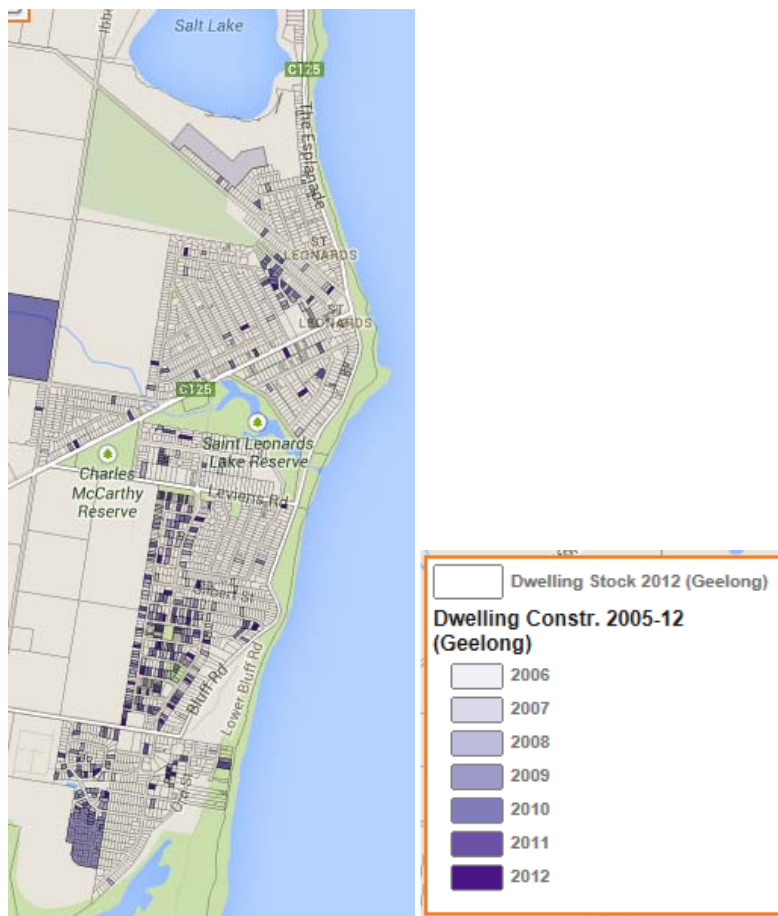 Ibbe
Salt Lake
C125
The Esplanade
ST
LEONARDS
ST
LEONARDS
C125
Saint Leonards
Lake Reserve
Charles
McCarthy
Reserve
Leviens Rd
Gilbert St
Bluff Rd
Lower Bluff Rd
Ord St
Dwelling Stock 2012 (Geelong)
Dwelling Constr. 2005-12
(Geelong)
2006
2007
2008
2009
2010
2011
2012